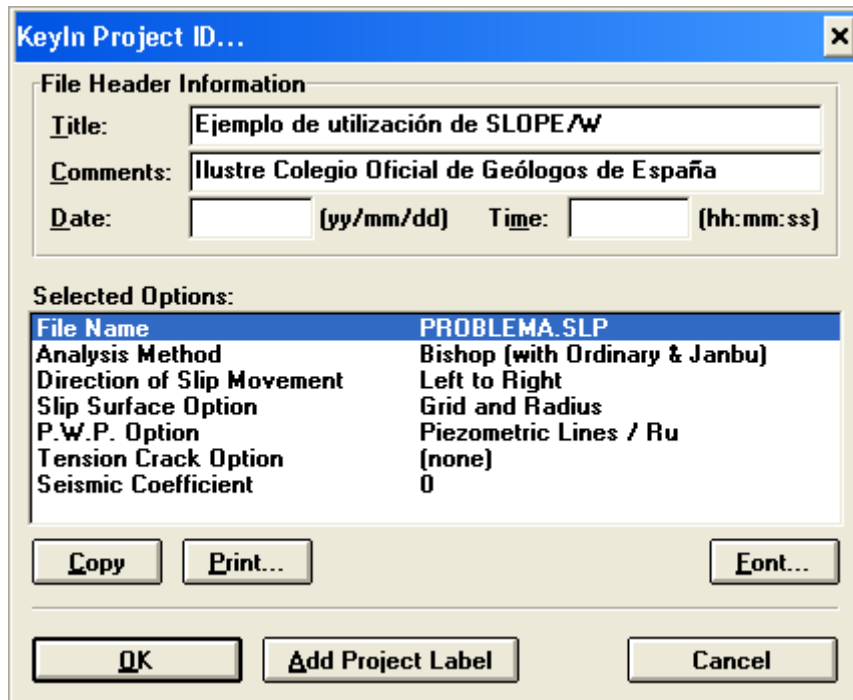 KeyIn Project ID...
File Header Information
Title: Ejemplo de utilización de SLOPE/W
Comments: Ilustre Colegio Oficial de Geólogos de España
Date: (yy/mm/dd) Time: (hh:mm:ss)
Selected Options:
File Name PROBLEMA.SLP
Analysis Method Bishop (with Ordinary & Janbu)
Direction of Slip Movement Left to Right
Slip Surface Option Grid and Radius
P.W.P. Option Piezometric Lines / Ru
Tension Crack Option (none)
Seismic Coefficient 0
Copy Print... Font...
OK Add Project Label Cancel